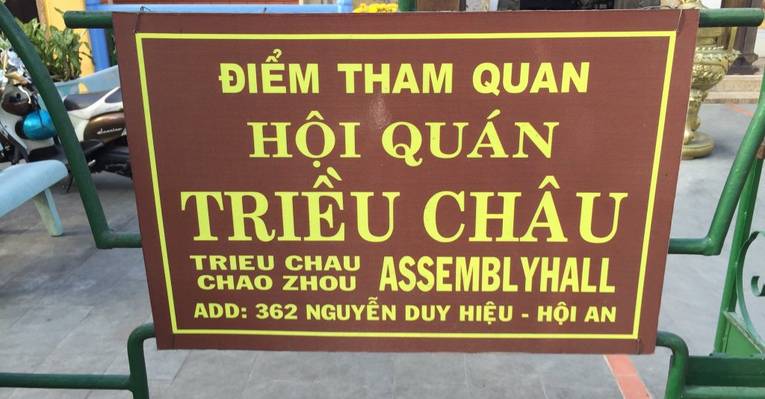 ĐIỂM THAM QUAN
HỘI QUÁN
TRIỀU CHÂU
TRIEU CHAU
CHAO ZHOU ASSEMBLYHALL
ADD: 362 NGUYỄN DUY HIỆU - HỘI AN